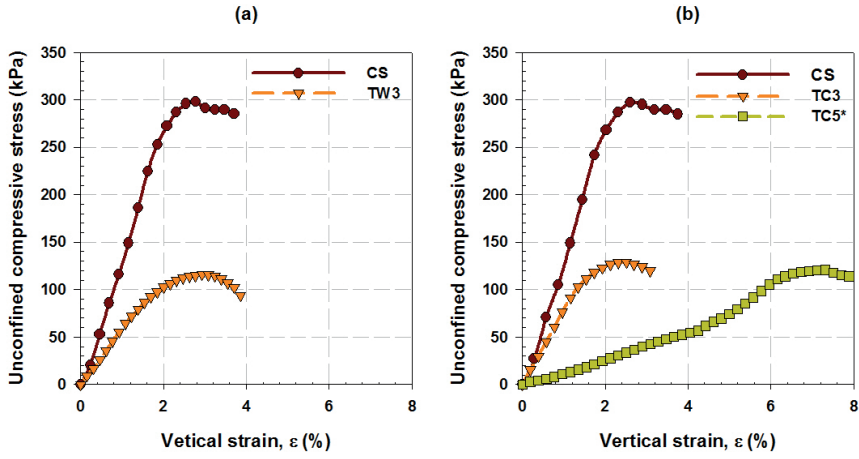 (a)
Unconfined compressive stress (kPa)
350
300
250
200
150
100
50
0
0 2 4 6 8
Vetical strain, ε (%)
CS
TW3
(b)
Unconfined compressive stress (kPa)
350
300
250
200
150
100
50
0
0 2 4 6 8
Vertical strain, ε (%)
CS
TC3
TC5*